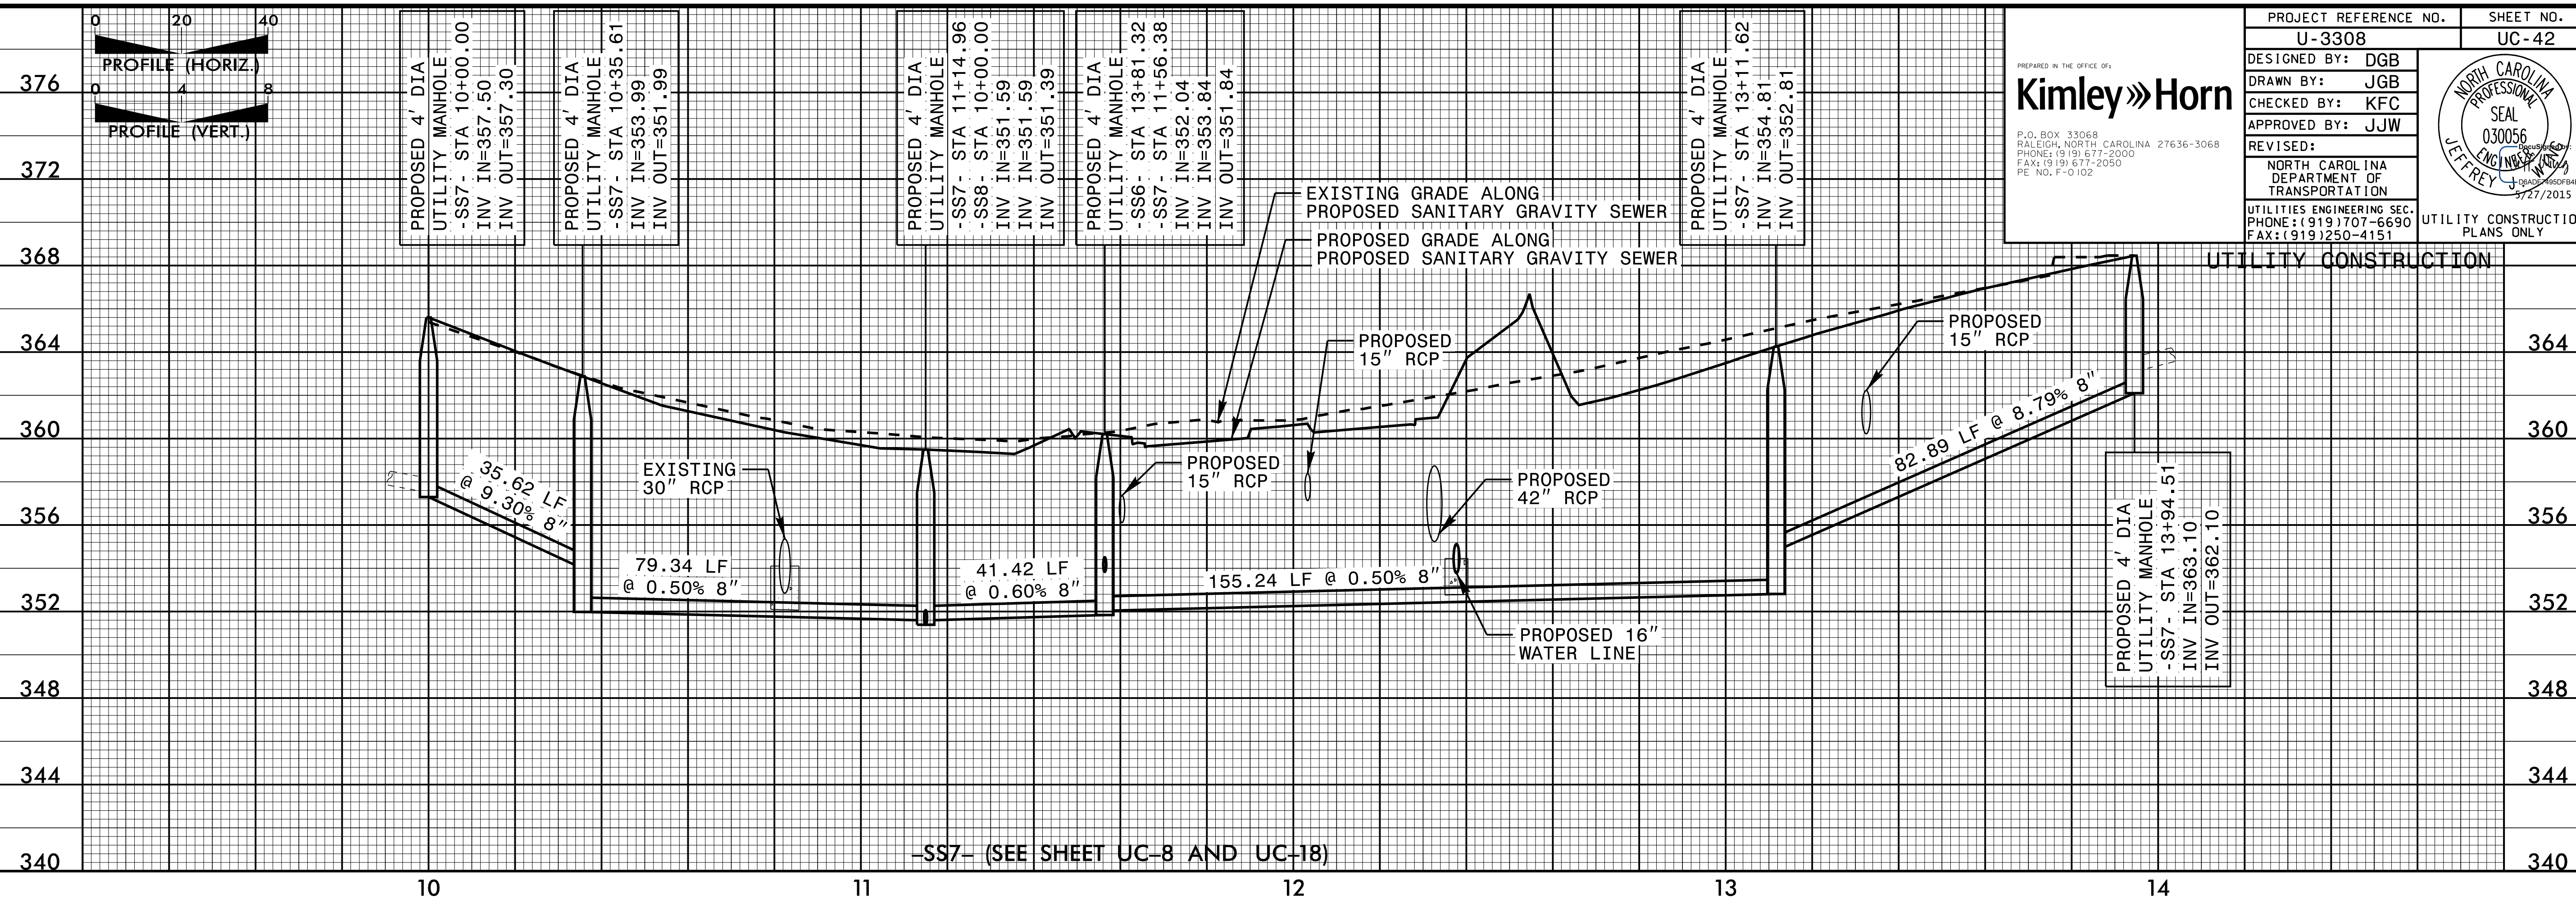 0 20 40
PROFILE (HORIZ.)
0 4 8
PROFILE (VERT.)
PROPOSED 4' DIA
UTILITY MANHOLE
-SS7- STA 10+00.00
INV IN=357.50
INV OUT=357.30
PROPOSED 4' DIA
UTILITY MANHOLE
-SS7- STA 10+35.61
INV IN=353.99
INV OUT=351.99
PROPOSED 4' DIA
UTILITY MANHOLE
-SS7- STA 11+14.96
-SS8- STA 10+00.00
INV IN=351.59
INV IN=351.59
INV OUT=351.39
PROPOSED 4' DIA
UTILITY MANHOLE
-SS6- STA 13+81.32
-SS7- STA 11+56.38
INV IN=352.04
INV IN=353.84
INV OUT=351.84
PROPOSED 4' DIA
UTILITY MANHOLE
-SS7- STA 13+11.62
INV IN=354.81
INV OUT=352.81
PREPARED IN THE OFFICE OF:
Kimley»Horn
P.O. BOX 33068
RALEIGH, NORTH CAROLINA 27636-3068
PHONE: (919) 677-2000
FAX: (919) 677-2050
PE NO. F-0102
PROJECT REFERENCE NO. SHEET NO.
U-3308 UC-42
DESIGNED BY: DGB
DRAWN BY: JGB
CHECKED BY: KFC
APPROVED BY: JJW
REVISED:
NORTH CAROLINA
DEPARTMENT OF
TRANSPORTATION
UTILITIES ENGINEERING SEC.
PHONE:(919)707-6690
FAX:(919)250-4151
NORTH CAROLINA
PROFESSIONAL
SEAL
030056
ENGINEER
JEFFREY J. WING
5/27/2015
UTILITY CONSTRUCTIO
PLANS ONLY
UTILITY CONSTRUCTION
EXISTING GRADE ALONG
PROPOSED SANITARY GRAVITY SEWER
PROPOSED GRADE ALONG
PROPOSED SANITARY GRAVITY SEWER
PROPOSED
15" RCP
PROPOSED
15" RCP
EXISTING
30" RCP
PROPOSED
15" RCP
PROPOSED
42" RCP
PROPOSED 16"
WATER LINE
35.62 LF
@ 9.30% 8"
79.34 LF
@ 0.50% 8"
41.42 LF
@ 0.60% 8"
155.24 LF @ 0.50% 8"
82.89 LF @ 8.79% 8"
PROPOSED 4' DIA
UTILITY MANHOLE
-SS7- STA 13+94.51
INV IN=363.10
INV OUT=362.10
376
372
368
364
360
356
352
348
344
340
364
360
356
352
348
344
340
–SS7– (SEE SHEET UC–8 AND UC–18)
10 11 12 13 14